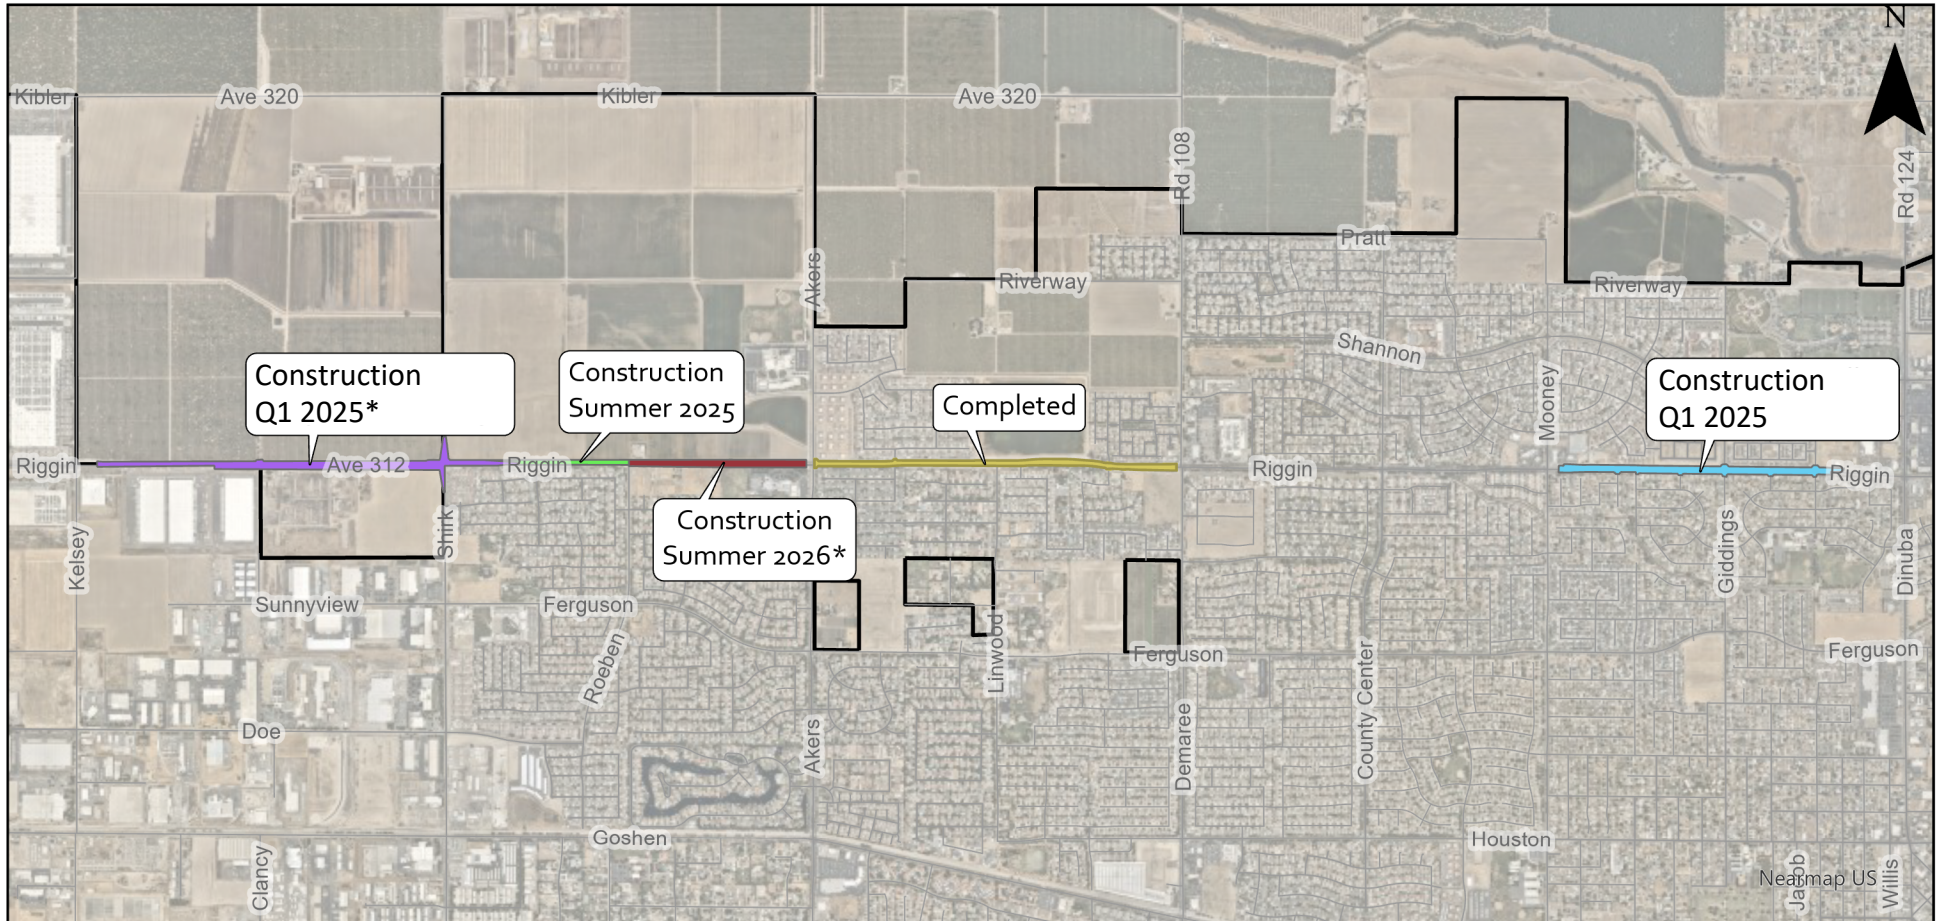 N
Kibler
Ave 320
Kibler
Ave 320
Rd 108
Rd 124
Pratt
Akers
Riverway
Riverway
Shannon
Mooney
Construction
Q1 2025*
Construction
Summer 2025
Completed
Construction
Q1 2025
Riggin
Ave 312
Riggin
Riggin
Riggin
Construction
Summer 2026*
Kelsey
Shirk
Giddings
Dinuba
Sunnyview
Ferguson
Roeben
Linwood
Ferguson
Ferguson
County Center
Doe
Akers
Demaree
Goshen
Houston
Clancy
Jacob
Willis
Nearmap US